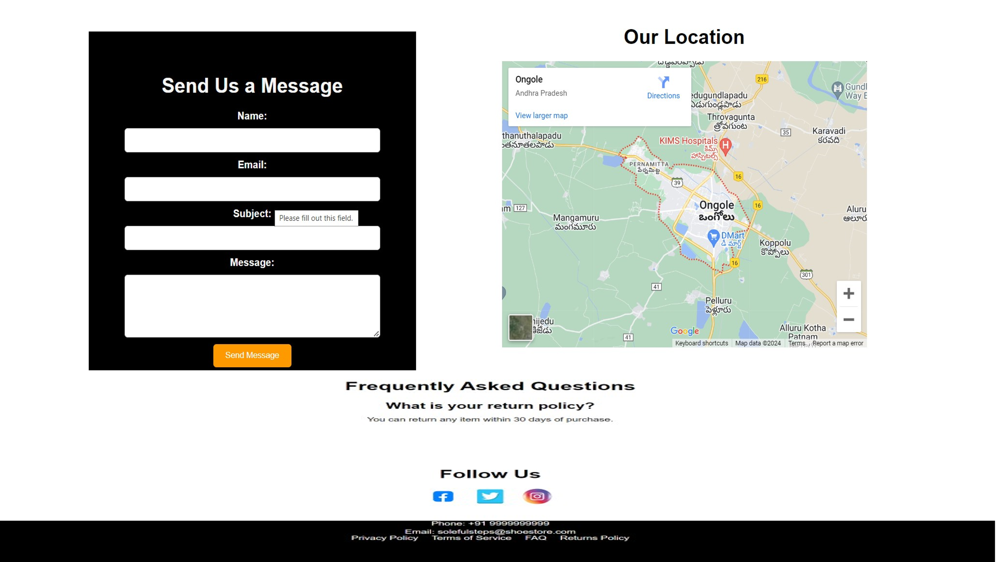 Send Us a Message
Name:
Email:
Subject:
Please fill out this field.
Message:
Send Message
Our Location
Ongole
Andhra Pradesh
Directions
View larger map
216
Gundl
Way E
edugundlapadu
Throvagunta
త్రోవగుంట
35
Karavadi
కరవది
thanuthalapadu
ంతనూతలపాడు
KIMS Hospitals
కిమ్స్
హాస్పిటల్స్
H
PERNAMITTA
పేర్నమిట్ట
16
39
Ongole
ఒంగోలు
16
127
Mangamuru
మంగమూరు
Aluru
ఆలూరు
DMart
డీ మార్ట్
Koppolu
కొప్పోలు
16
301
41
Pelluru
పెళ్లూరు
nijedu
41
Alluru Kotha
Patnam
Google
Keyboard shortcuts
Map data ©2024
Terms
Report a map error
Frequently Asked Questions
What is your return policy?
You can return any item within 30 days of purchase.
Follow Us
Phone: +91 9999999999
Email: solefulsteps@shoestore.com
Privacy Policy Terms of Service FAQ Returns Policy